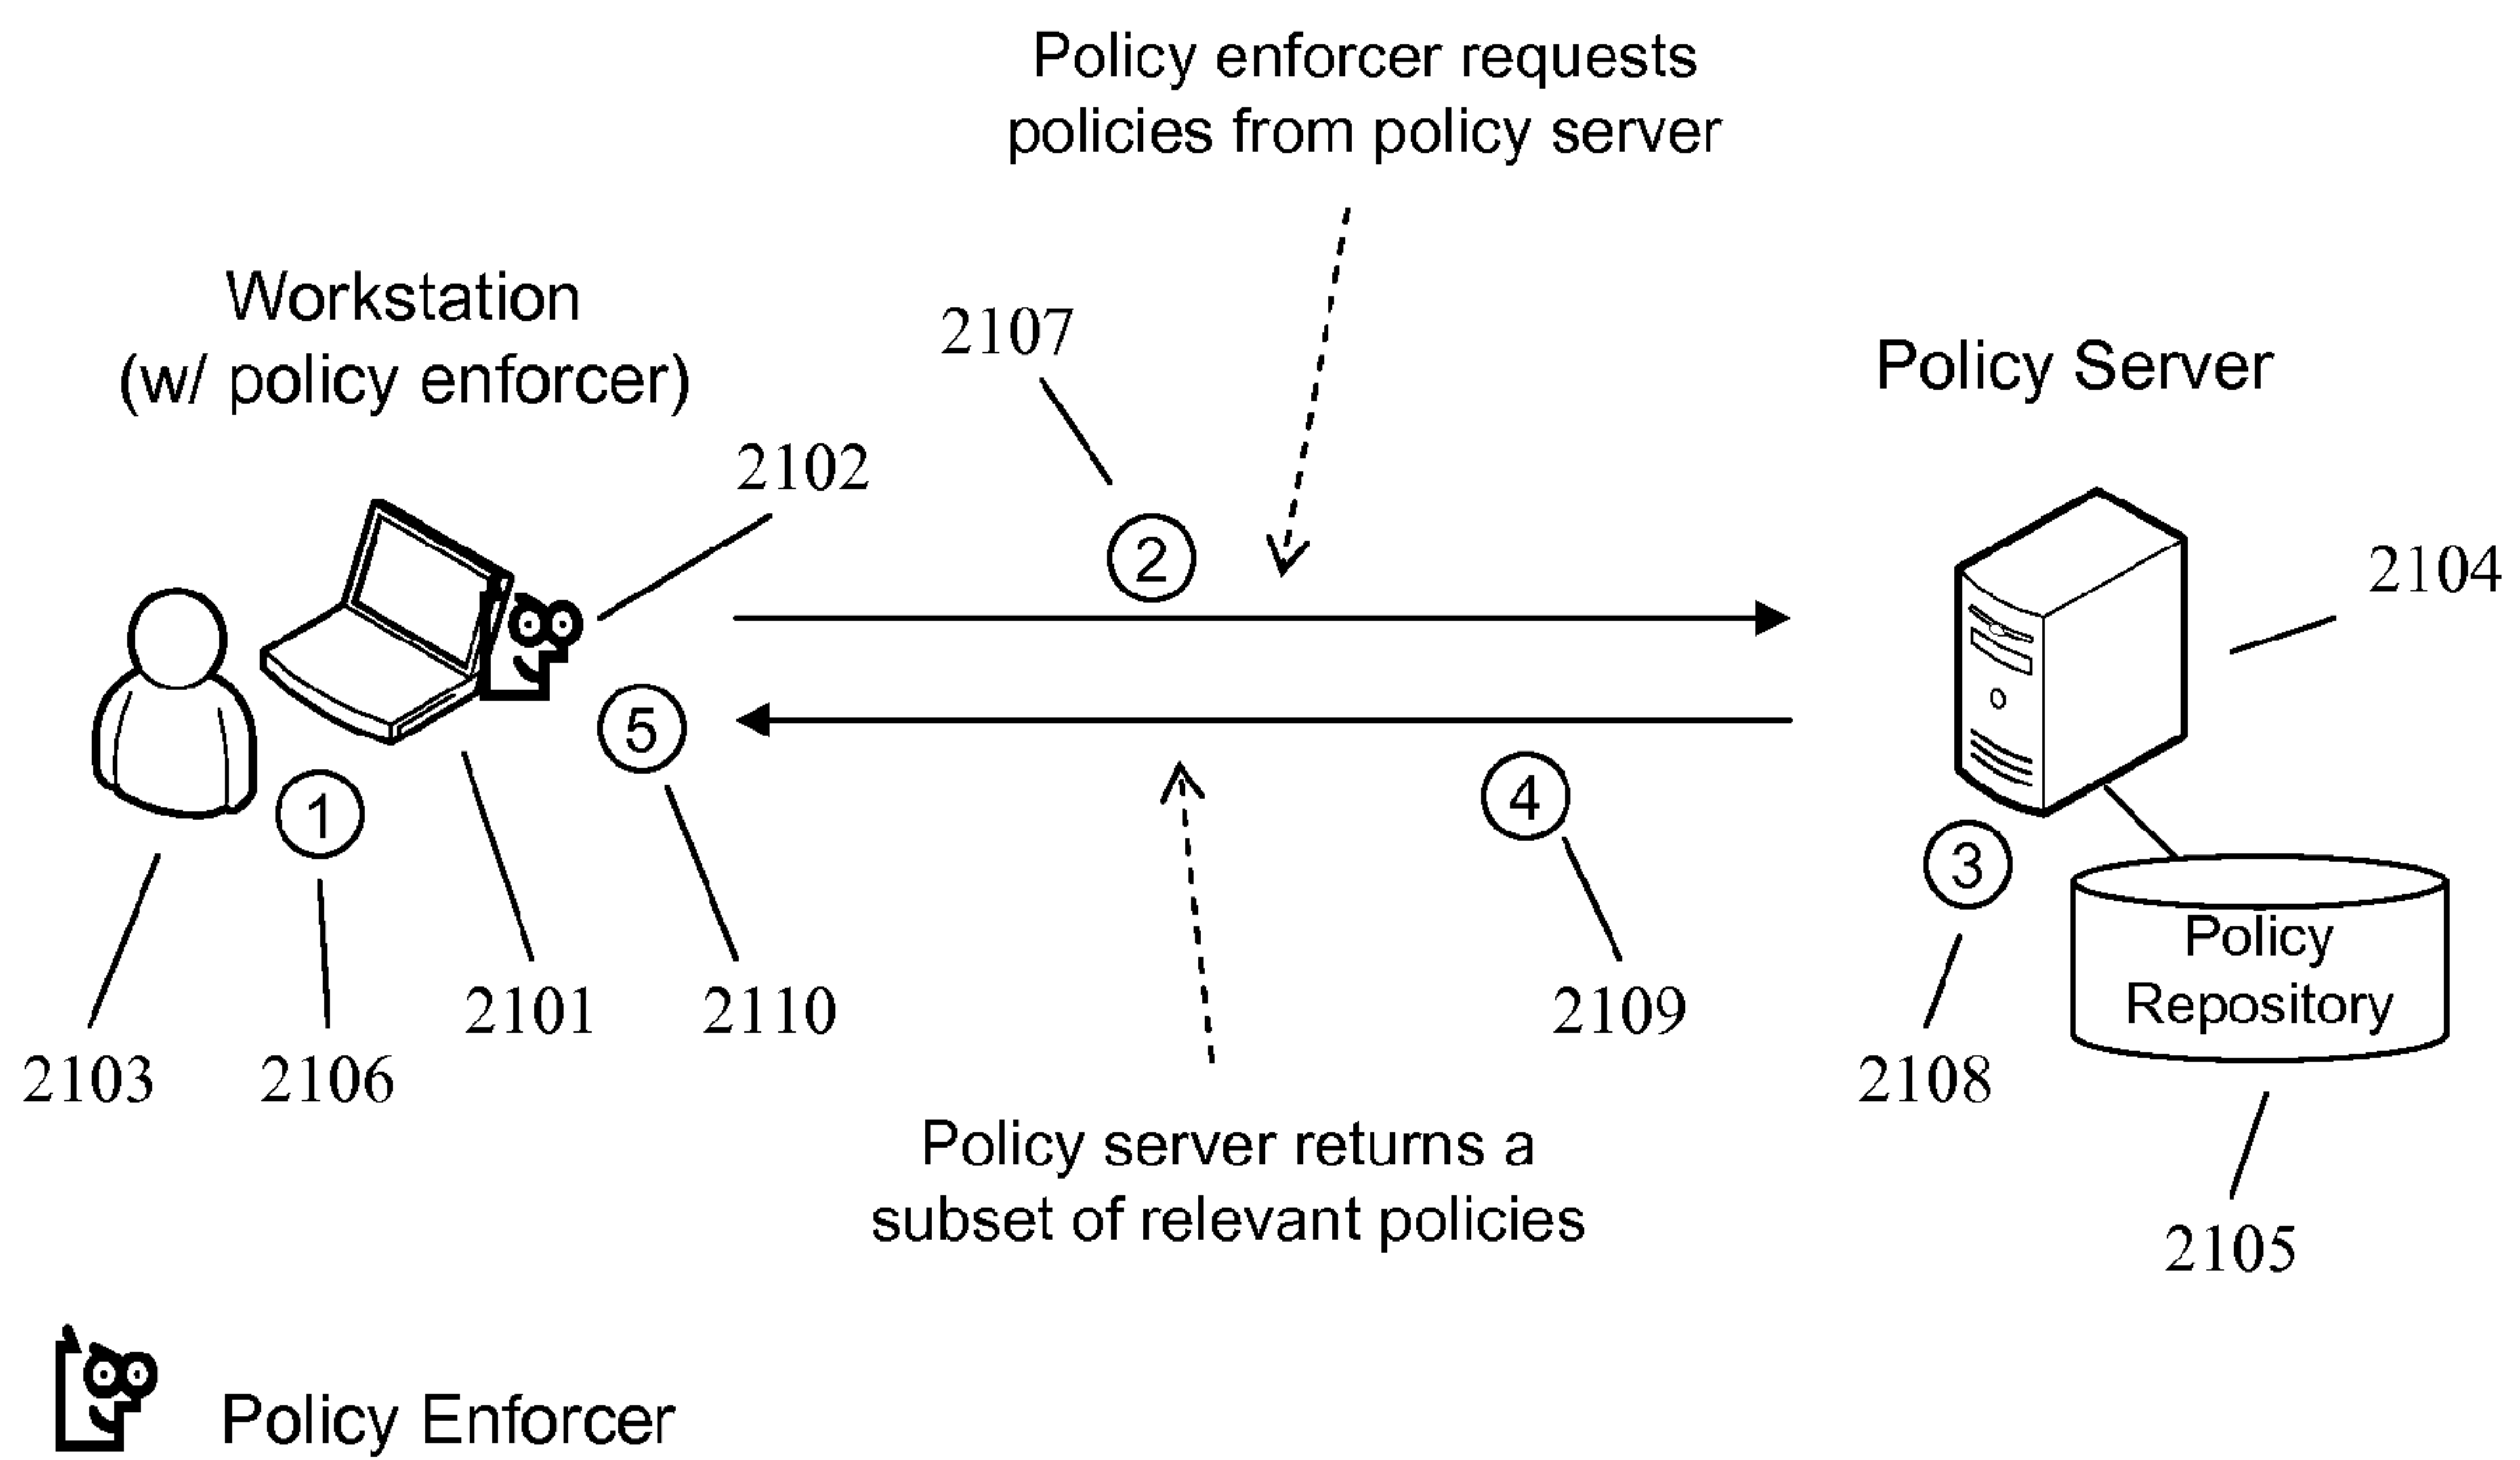 Policy enforcer requests
policies from policy server
Workstation
(w/ policy enforcer)
2107
Policy Server
2102
2
2104
5
1
4
3
Policy
Repository
2101
2110
2109
2103
2106
2108
Policy server returns a
subset of relevant policies
2105
Policy Enforcer